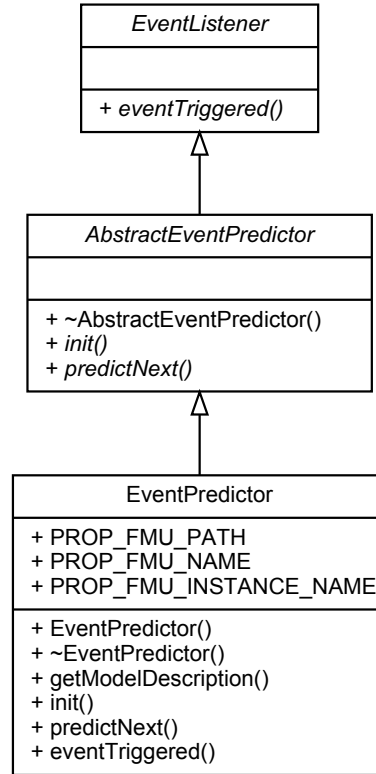 EventListener
+ eventTriggered()
AbstractEventPredictor
+ ~AbstractEventPredictor()
+ init()
+ predictNext()
EventPredictor
+ PROP_FMU_PATH
+ PROP_FMU_NAME
+ PROP_FMU_INSTANCE_NAME
+ EventPredictor()
+ ~EventPredictor()
+ getModelDescription()
+ init()
+ predictNext()
+ eventTriggered()